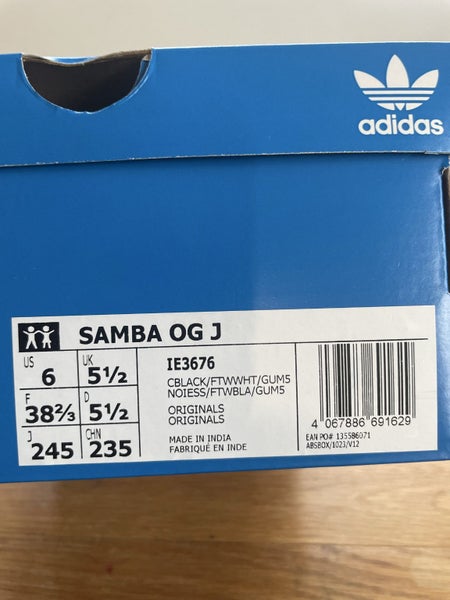 adidas
SAMBA OG J
US 6 UK 5½
F 38⅔ D 5½
J 245 CHN 235
IE3676
CBLACK/FTWWHT/GUM5
NOIESS/FTWBLA/GUM5
ORIGINALS
ORIGINALS
MADE IN INDIA
FABRIQUÉ EN INDE
4 067886 691629
EAN PO# 135586071
ABSBOX/1023/V12